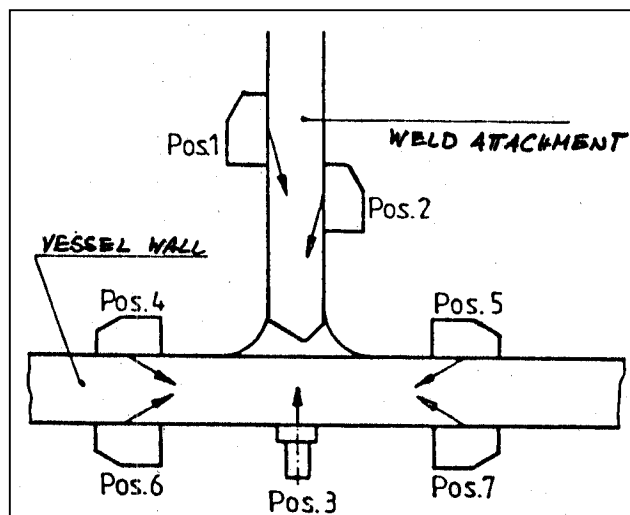 Pos.1
WELD ATTACHMENT
Pos.2
VESSEL WALL
Pos.4
Pos.5
Pos.6
Pos.3
Pos.7